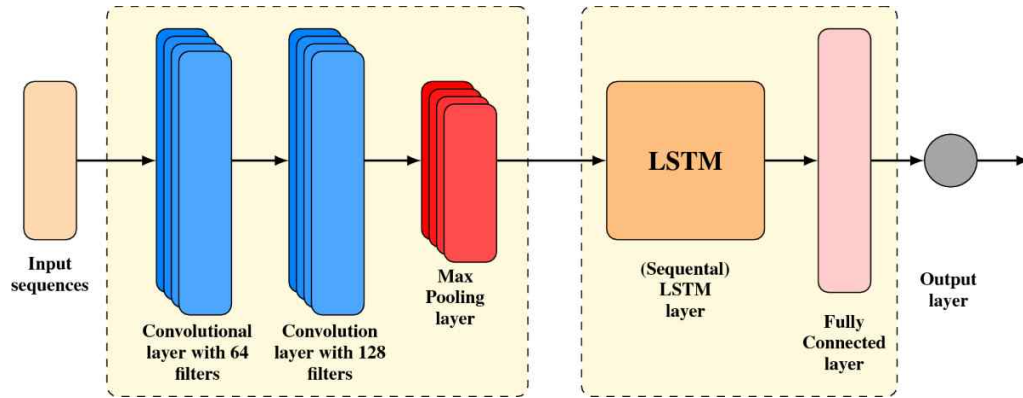 Input
sequences
Convolutional
layer with 64
filters
Convolution
layer with 128
filters
Max
Pooling
layer
LSTM
(Sequental)
LSTM
layer
Fully
Connected
layer
Output
layer